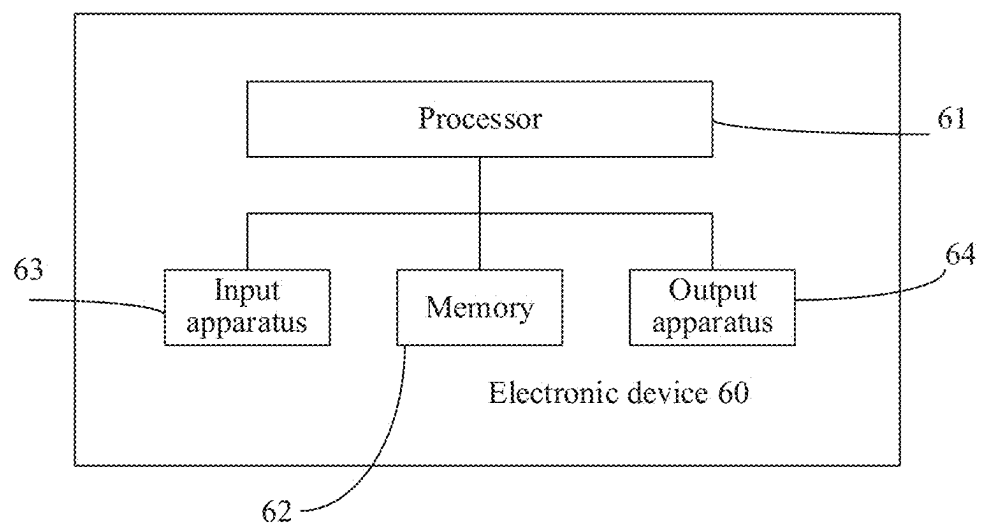 Processor
61
63
Input
apparatus
Memory
Output
apparatus
64
Electronic device 60
62